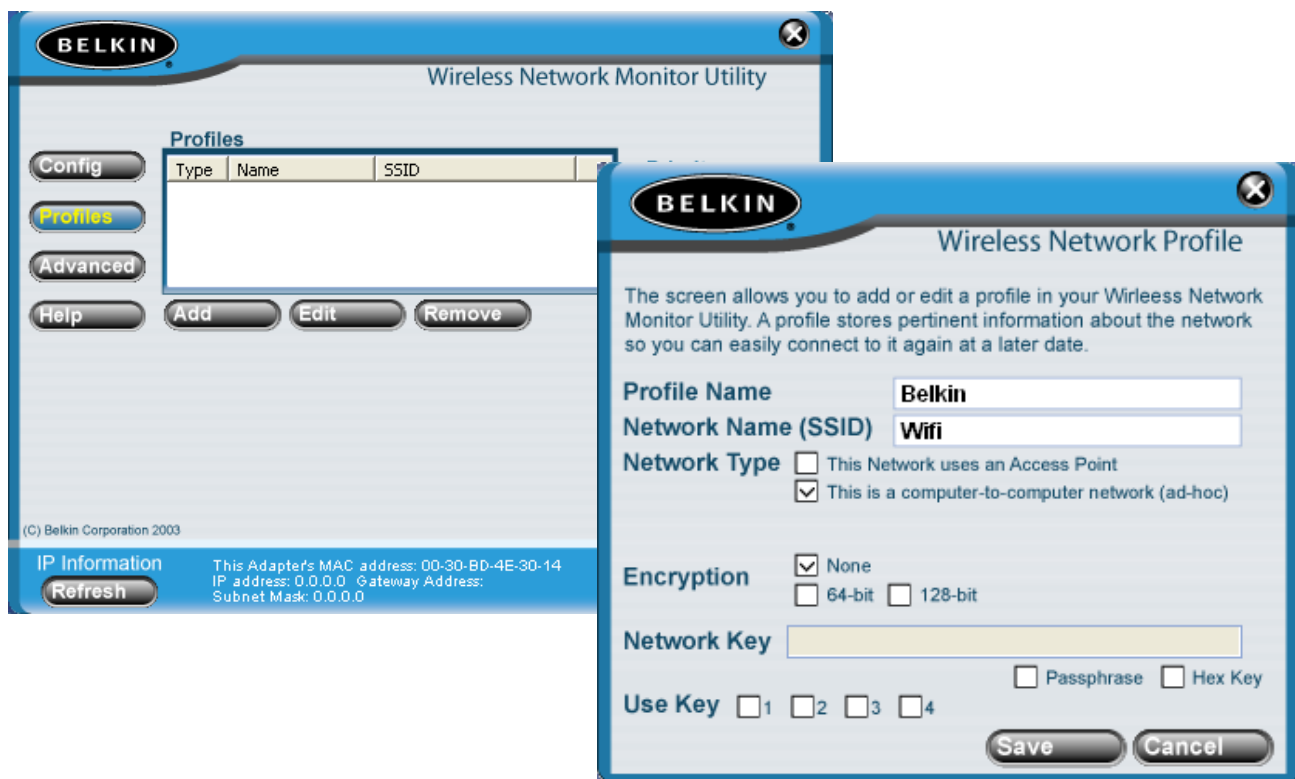 BELKIN
Wireless Network Monitor Utility
Profiles
Type Name SSID
Config
Profiles
Advanced
Help
Add Edit Remove
(C) Belkin Corporation 2003
IP Information
Refresh
This Adapter's MAC address: 00-30-BD-4E-30-14
IP address: 0.0.0.0 Gateway Address:
Subnet Mask: 0.0.0.0
BELKIN
Wireless Network Profile
The screen allows you to add or edit a profile in your Wirleess Network
Monitor Utility. A profile stores pertinent information about the network
so you can easily connect to it again at a later date.
Profile Name Belkin
Network Name (SSID) Wifi
Network Type This Network uses an Access Point
This is a computer-to-computer network (ad-hoc)
Encryption None
64-bit 128-bit
Network Key
Passphrase Hex Key
Use Key 1 2 3 4
Save Cancel